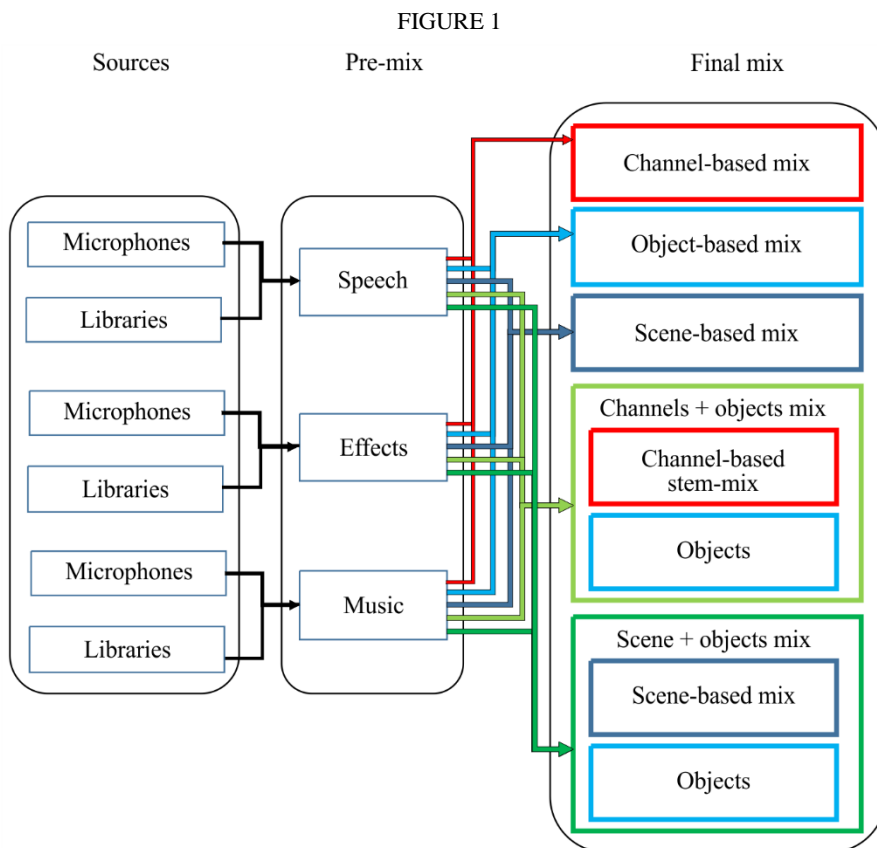 FIGURE 1
Sources
Pre-mix
Final mix
Microphones
Libraries
Microphones
Libraries
Microphones
Libraries
Speech
Effects
Music
Channel-based mix
Object-based mix
Scene-based mix
Channels + objects mix
Channel-based
stem-mix
Objects
Scene + objects mix
Scene-based mix
Objects